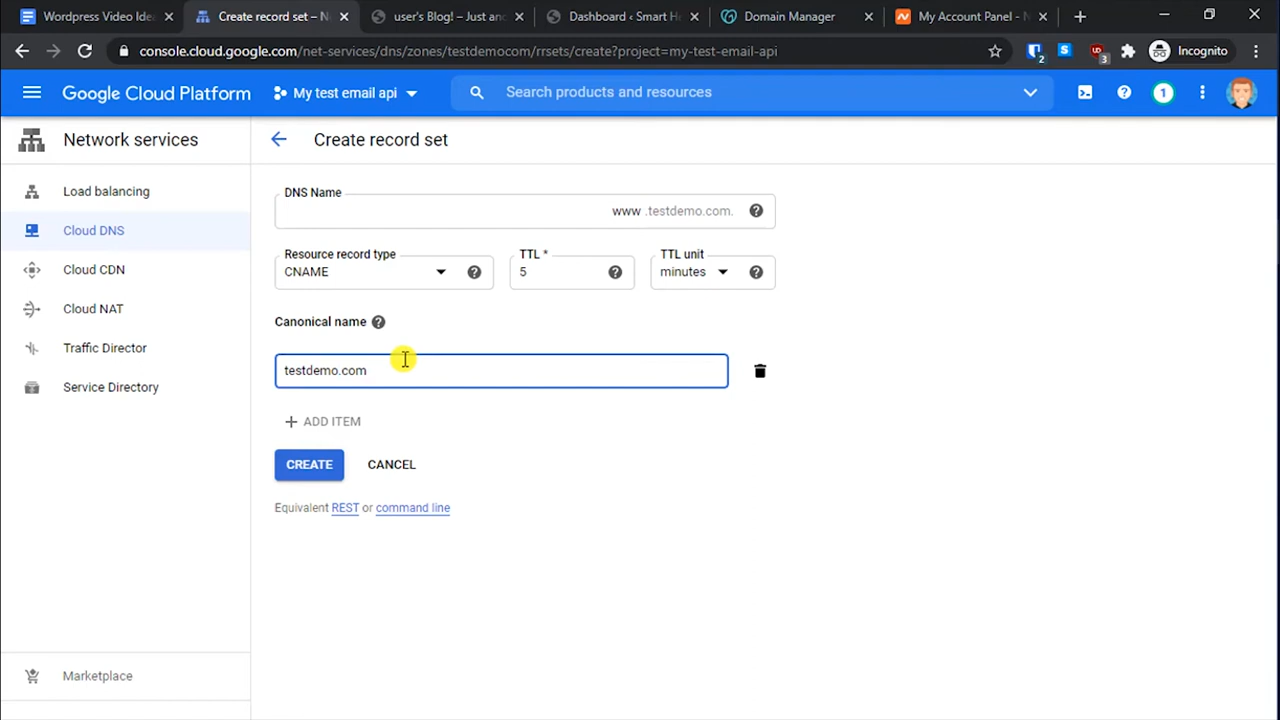 Wordpress Video Ide
Create record set – N
user's Blog! – Just an
Dashboard ‹ Smart H
Domain Manager
My Account Panel - N
console.cloud.google.com/net-services/dns/zones/testdemocom/rrsets/create?project=my-test-email-api
2
S
3
Incognito
Google Cloud Platform
My test email api
Search products and resources
1
Network services
Create record set
Load balancing
Cloud DNS
Cloud CDN
Cloud NAT
Traffic Director
Service Directory
Marketplace
DNS Name
www .testdemo.com.
Resource record type
TTL *
TTL unit
CNAME
5
minutes
Canonical name
testdemo.com
ADD ITEM
CREATE
CANCEL
Equivalent REST or command line